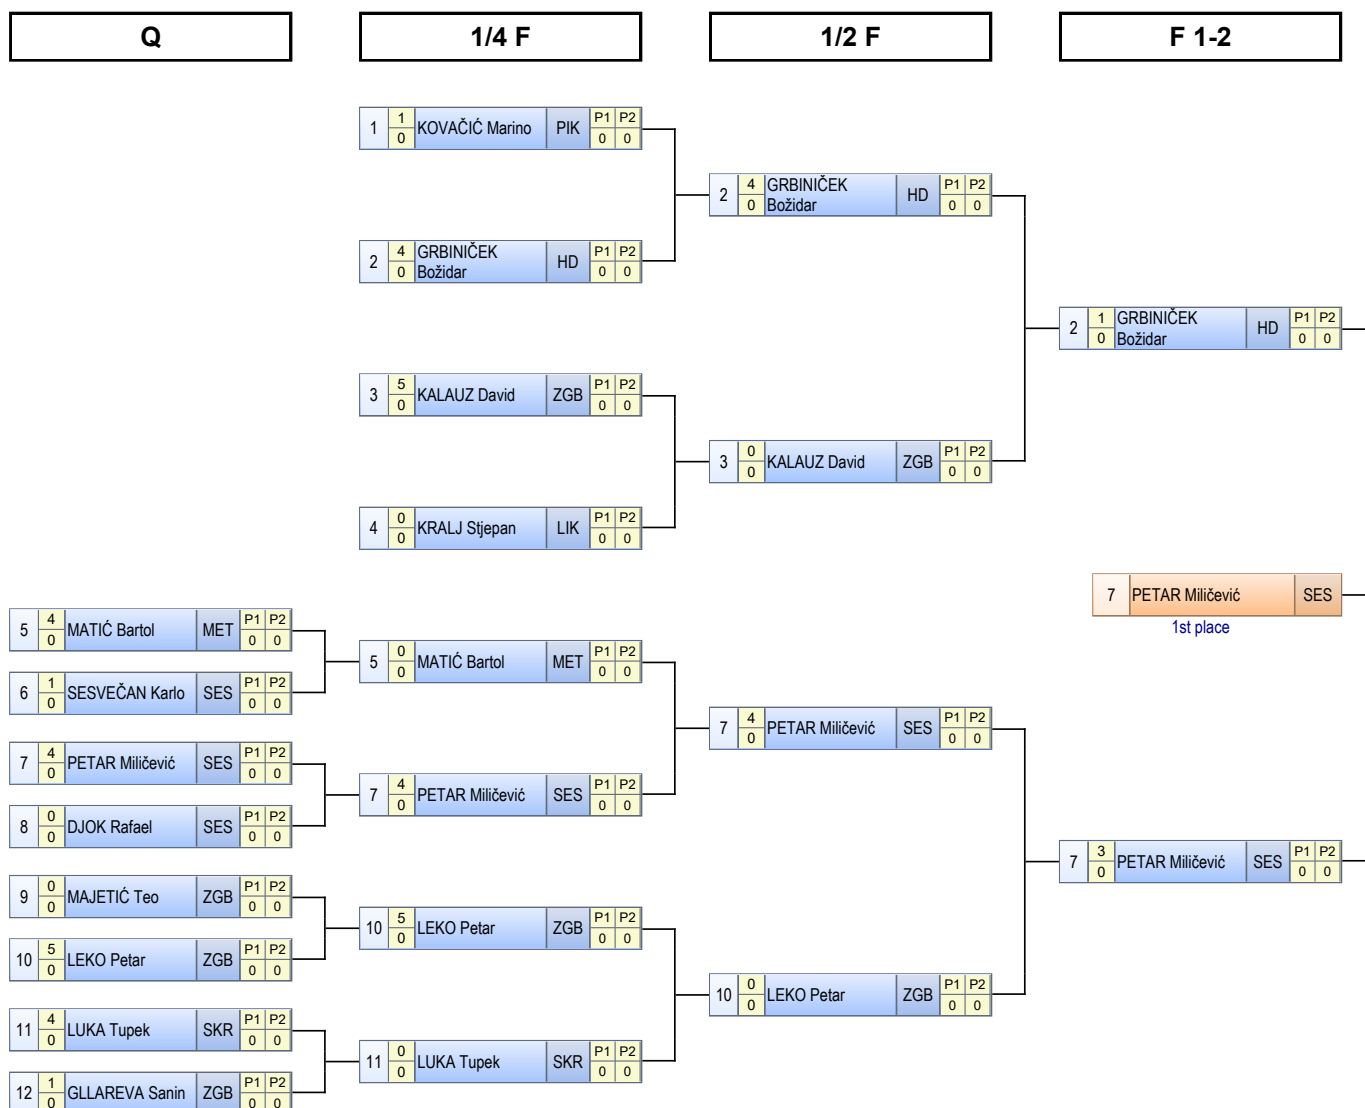 Q
1/4 F
1/2 F
F 1-2
1 1 0 KOVAČIĆ Marino PIK P1 P2 0 0
2 4 0 GRBINIČEK Božidar HD P1 P2 0 0
3 5 0 KALAUZ David ZGB P1 P2 0 0
4 0 0 KRALJ Stjepan LIK P1 P2 0 0
2 4 0 GRBINIČEK Božidar HD P1 P2 0 0
3 0 0 KALAUZ David ZGB P1 P2 0 0
2 1 0 GRBINIČEK Božidar HD P1 P2 0 0
7 PETAR Miličević SES
1st place
5 4 0 MATIĆ Bartol MET P1 P2 0 0
6 1 0 SESVEČAN Karlo SES P1 P2 0 0
7 4 0 PETAR Miličević SES P1 P2 0 0
8 0 0 DJOK Rafael SES P1 P2 0 0
9 0 0 MAJETIĆ Teo ZGB P1 P2 0 0
10 5 0 LEKO Petar ZGB P1 P2 0 0
11 4 0 LUKA Tupek SKR P1 P2 0 0
12 1 0 GLLAREVA Sanin ZGB P1 P2 0 0
5 0 0 MATIĆ Bartol MET P1 P2 0 0
7 4 0 PETAR Miličević SES P1 P2 0 0
10 5 0 LEKO Petar ZGB P1 P2 0 0
11 0 0 LUKA Tupek SKR P1 P2 0 0
7 4 0 PETAR Miličević SES P1 P2 0 0
10 0 0 LEKO Petar ZGB P1 P2 0 0
7 3 0 PETAR Miličević SES P1 P2 0 0